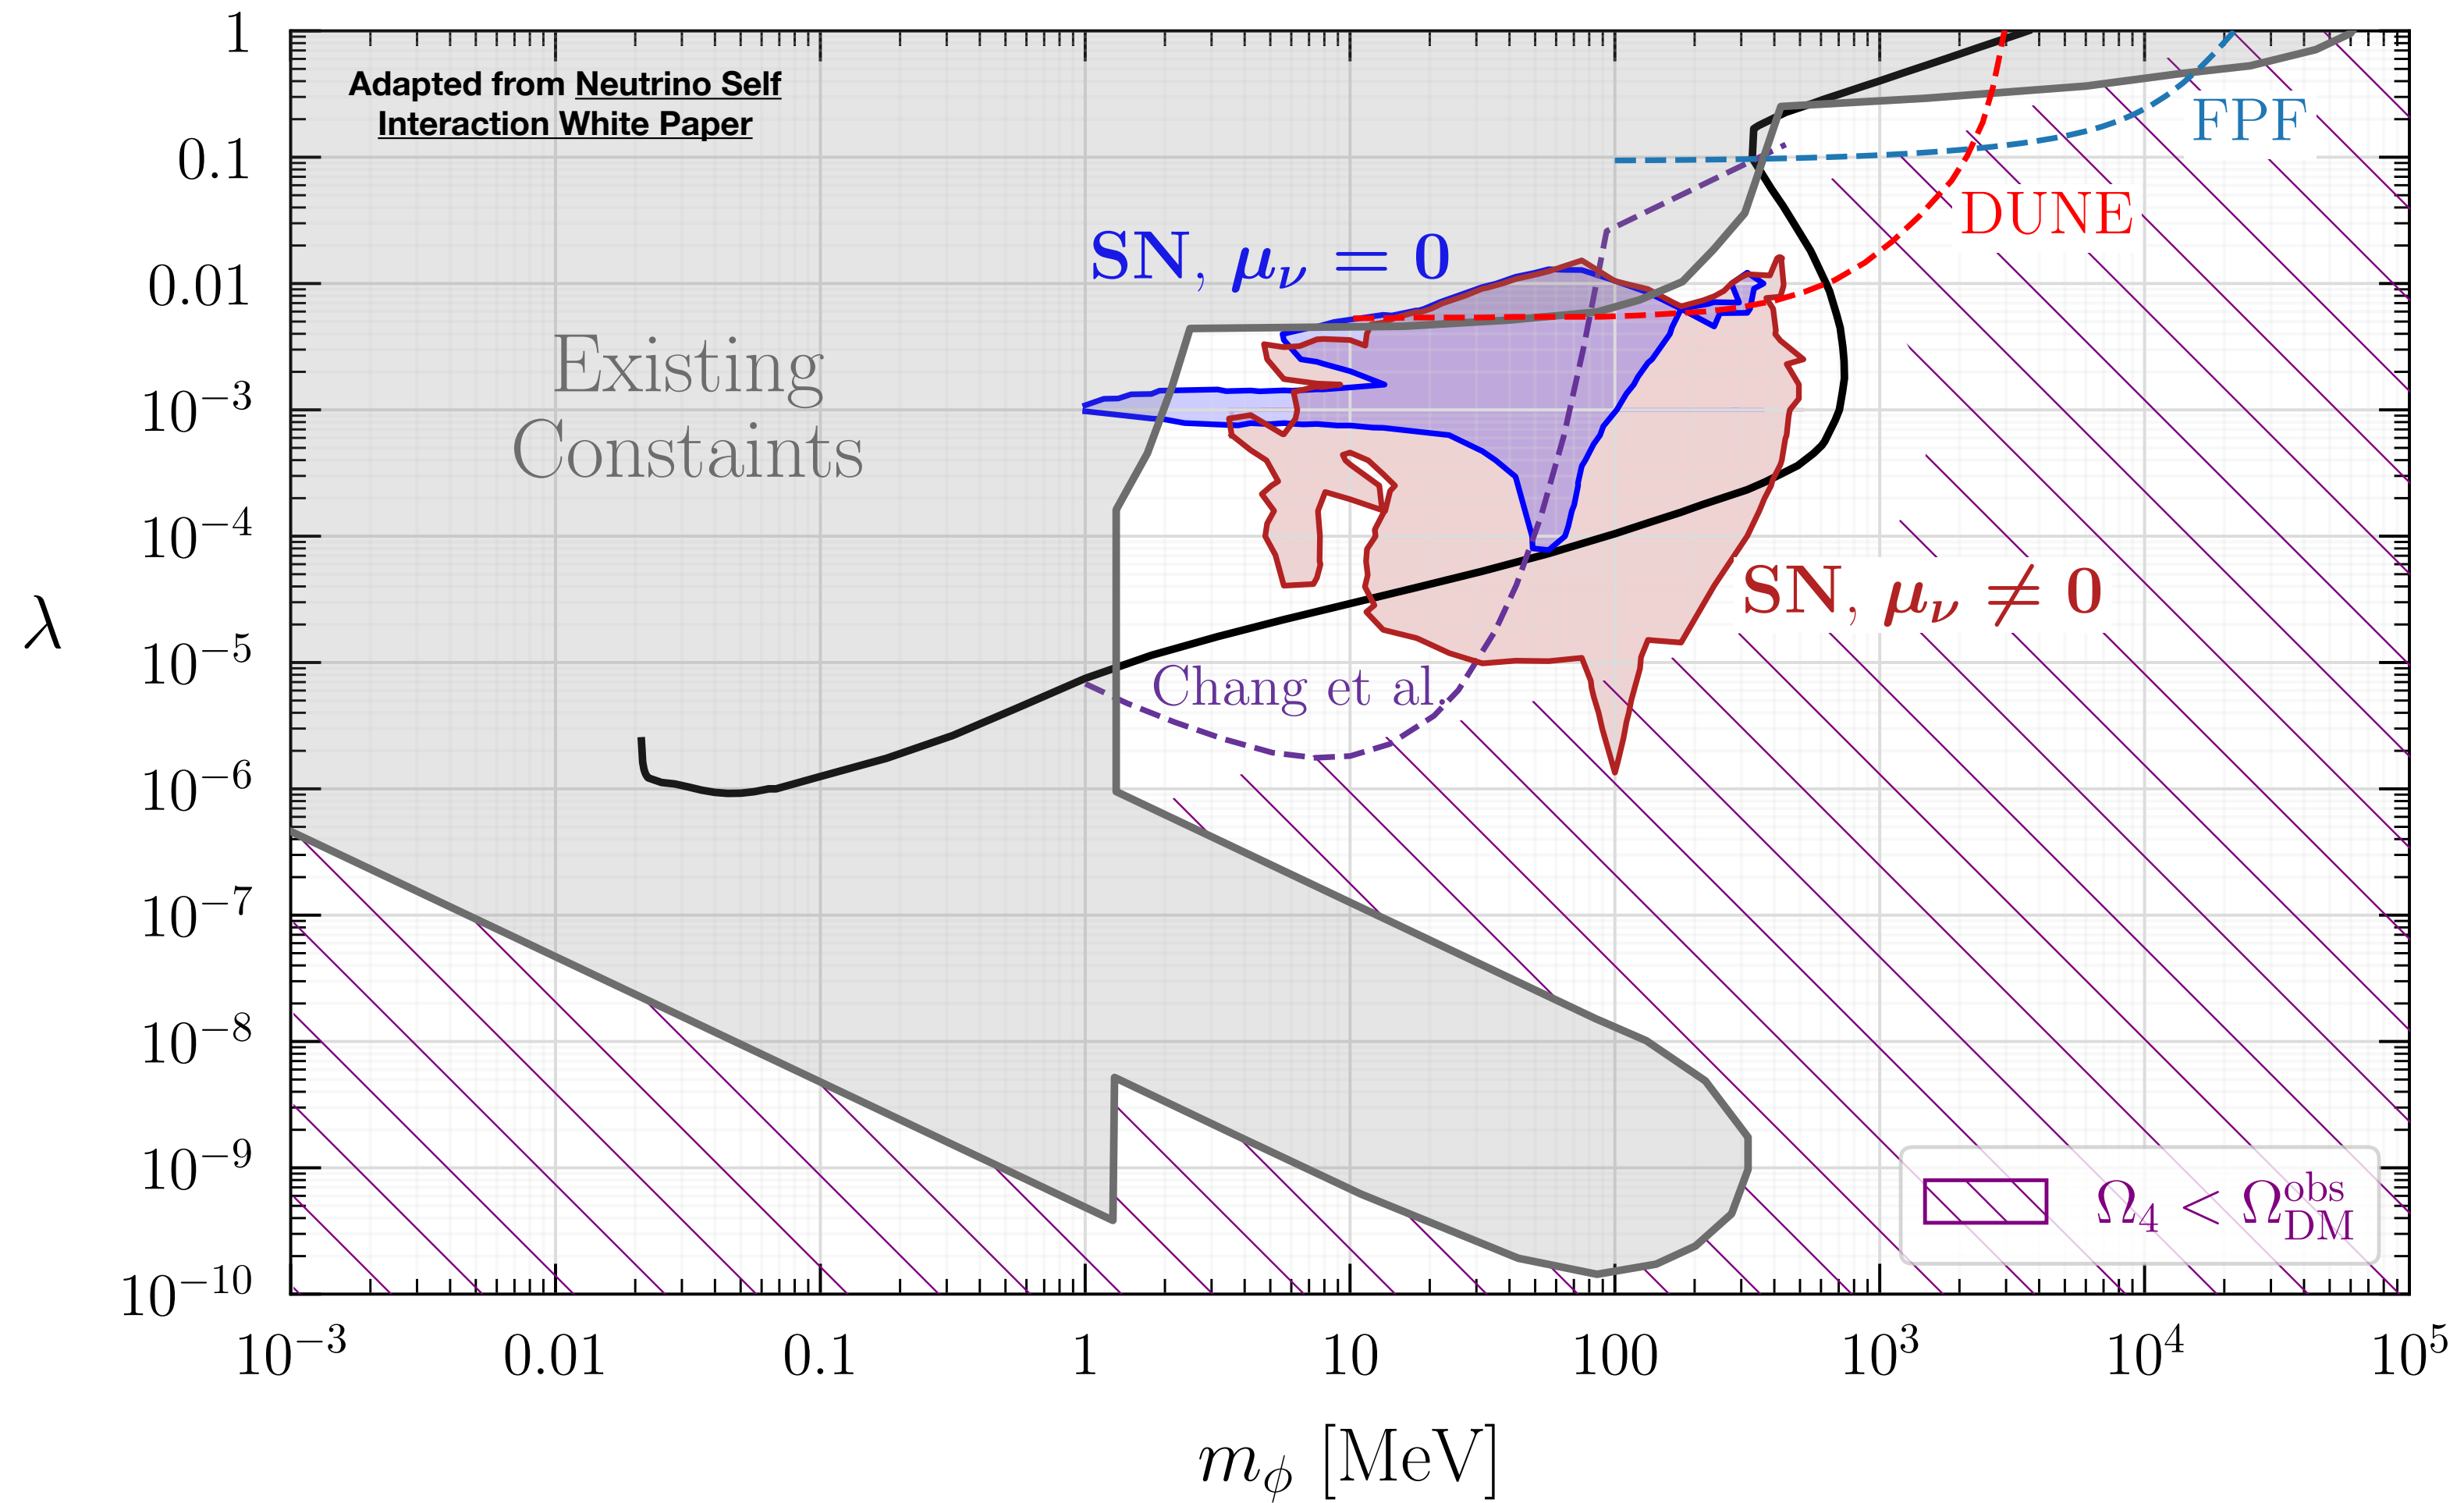 1
Adapted from Neutrino Self
Interaction White Paper
FPF
0.1
DUNE
SN, μν = 0
0.01
Existing
Constaints
10⁻³
10⁻⁴
SN, μν ≠ 0
λ
10⁻⁵
Chang et al.
10⁻⁶
10⁻⁷
10⁻⁸
10⁻⁹
Ω₄ < Ω_DM^obs
10⁻¹⁰
10⁻³ 0.01 0.1 1 10 100 10³ 10⁴ 10⁵
m_ϕ [MeV]